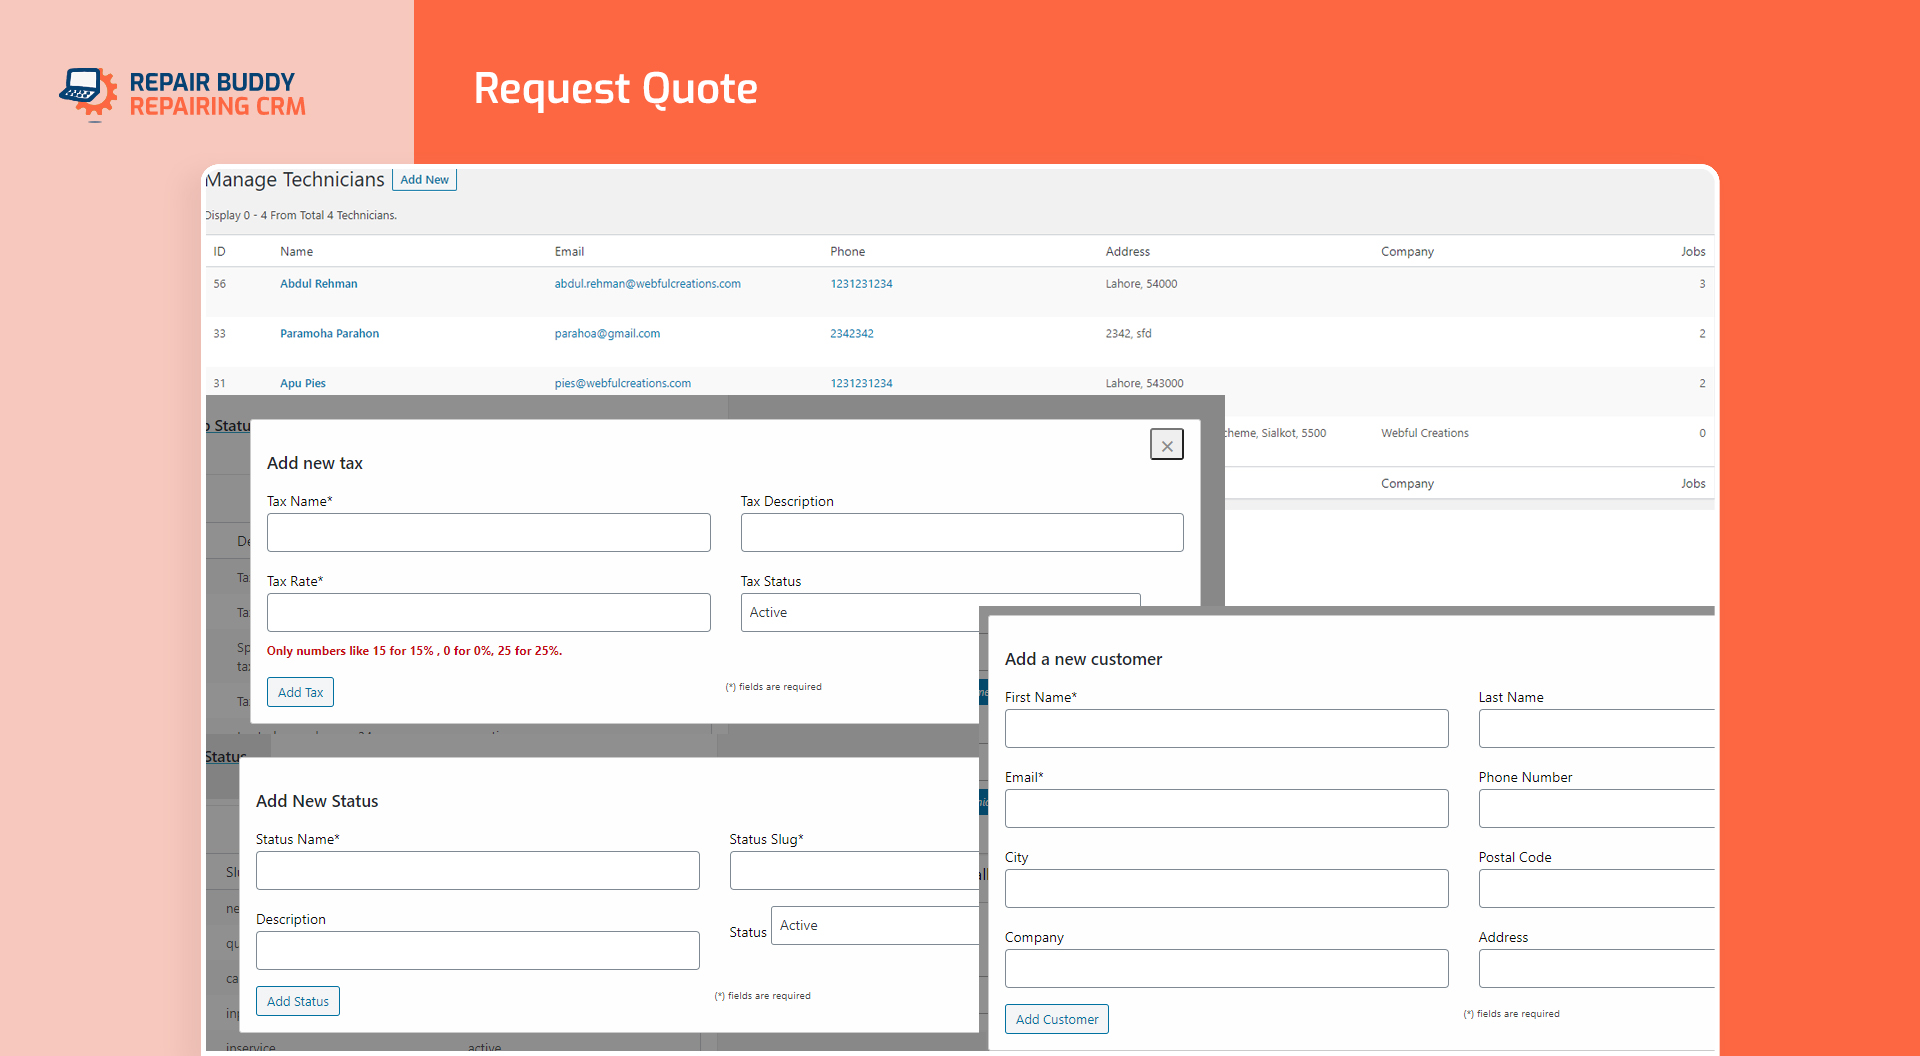 REPAIR BUDDY
REPAIRING CRM
Request Quote
Manage Technicians Add New
Display 0 - 4 From Total 4 Technicians.
ID Name Email Phone Address Company Jobs
56 Abdul Rehman abdul.rehman@webfulcreations.com 1231231234 Lahore, 54000 3
33 Paramoha Parahon parahoa@gmail.com 2342342 2342, sfd 2
31 Apu Pies pies@webfulcreations.com 1231231234 Lahore, 543000 2
cheme, Sialkot, 5500 Webful Creations 0
Company Jobs
Add new tax
×
Tax Name* Tax Description
Tax Rate* Tax Status
Active
Only numbers like 15 for 15% , 0 for 0%, 25 for 25%.
Add Tax
(*) fields are required
Status
Add New Status
Status Name* Status Slug*
Description
Status Active
Add Status
(*) fields are required
inservice active
Add a new customer
First Name* Last Name
Email* Phone Number
City Postal Code
Company Address
Add Customer
(*) fields are required